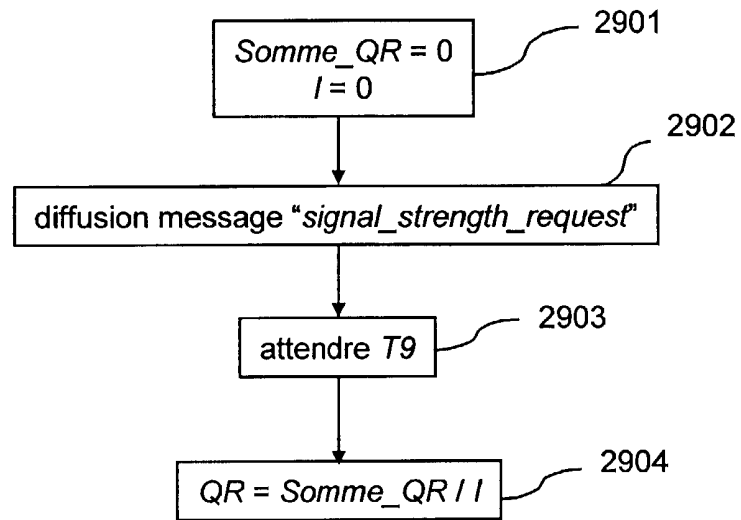 2901
Somme_QR = 0
I = 0
2902
diffusion message “signal_strength_request”
2903
attendre T9
2904
QR = Somme_QR / I